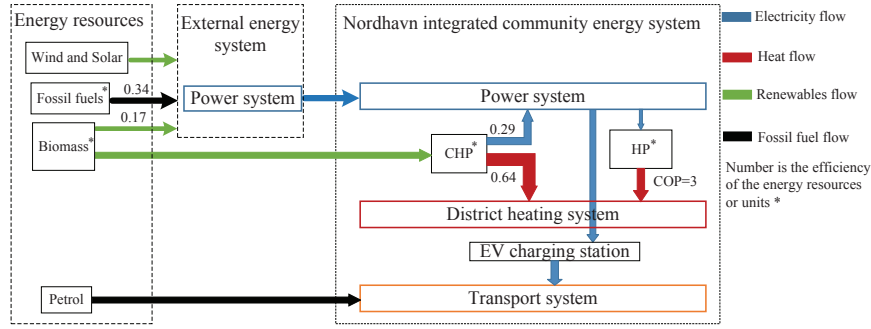 Energy resources
External energy
system
Nordhavn integrated community energy system
Electricity flow
Wind and Solar
Heat flow
Fossil fuels*
0.34
Power system
Power system
Renewables flow
0.17
Biomass*
0.29
CHP*
HP*
Fossil fuel flow
0.64
COP=3
Number is the efficiency
of the energy resources
or units *
District heating system
EV charging station
Petrol
Transport system